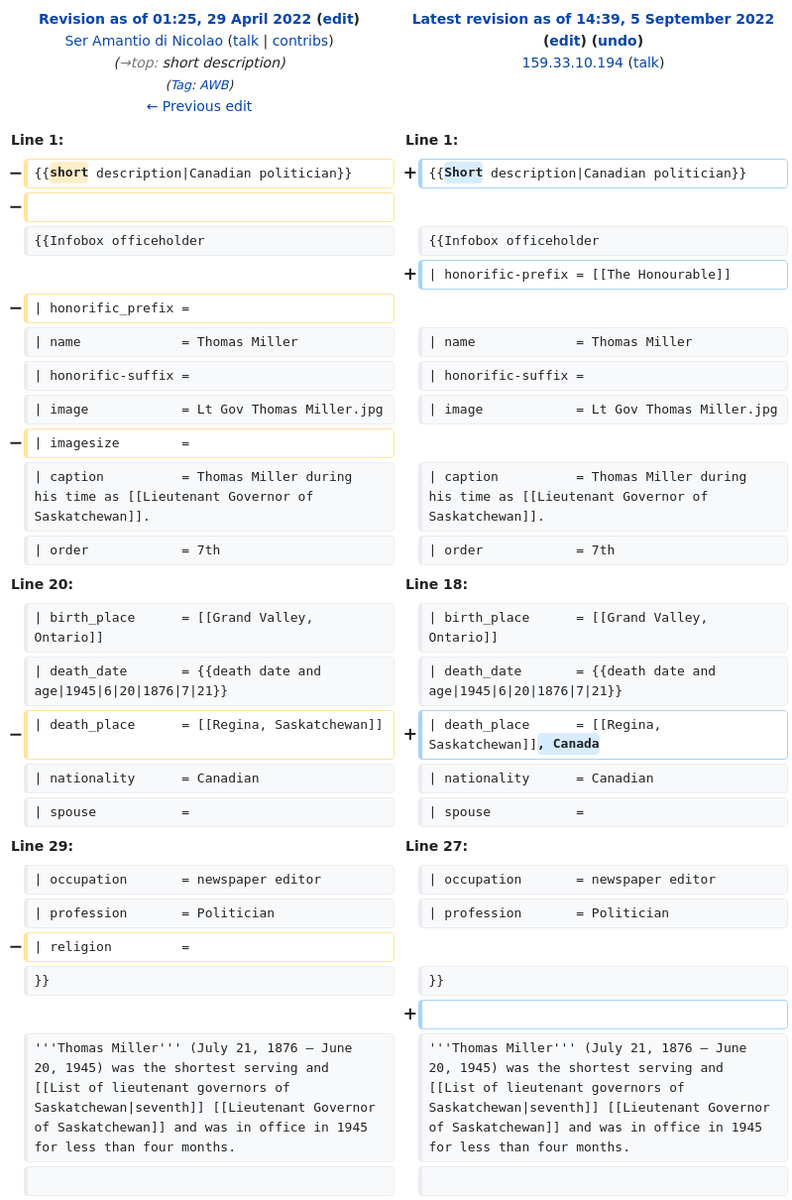 Revision as of 01:25, 29 April 2022 (edit)
Ser Amantio di Nicolao (talk | contribs)
(→top: short description)
(Tag: AWB)
← Previous edit
Latest revision as of 14:39, 5 September 2022
(edit) (undo)
159.33.10.194 (talk)
Line 1:
Line 1:
− {{short description|Canadian politician}}
+ {{Short description|Canadian politician}}
−
{{Infobox officeholder
{{Infobox officeholder
+ | honorific-prefix = [[The Honourable]]
− | honorific_prefix =
| name = Thomas Miller
| name = Thomas Miller
| honorific-suffix =
| honorific-suffix =
| image = Lt Gov Thomas Miller.jpg
| image = Lt Gov Thomas Miller.jpg
− | imagesize =
| caption = Thomas Miller during
his time as [[Lieutenant Governor of
Saskatchewan]].
| caption = Thomas Miller during
his time as [[Lieutenant Governor of
Saskatchewan]].
| order = 7th
| order = 7th
Line 20:
Line 18:
| birth_place = [[Grand Valley,
Ontario]]
| birth_place = [[Grand Valley,
Ontario]]
| death_date = {{death date and
age|1945|6|20|1876|7|21}}
| death_date = {{death date and
age|1945|6|20|1876|7|21}}
− | death_place = [[Regina, Saskatchewan]]
+ | death_place = [[Regina,
Saskatchewan]], Canada
| nationality = Canadian
| nationality = Canadian
| spouse =
| spouse =
Line 29:
Line 27:
| occupation = newspaper editor
| occupation = newspaper editor
| profession = Politician
| profession = Politician
− | religion =
}}
}}
+
'''Thomas Miller''' (July 21, 1876 – June
20, 1945) was the shortest serving and
[[List of lieutenant governors of
Saskatchewan|seventh]] [[Lieutenant Governor
of Saskatchewan]] and was in office in 1945
for less than four months.
'''Thomas Miller''' (July 21, 1876 – June
20, 1945) was the shortest serving and
[[List of lieutenant governors of
Saskatchewan|seventh]] [[Lieutenant Governor
of Saskatchewan]] and was in office in 1945
for less than four months.